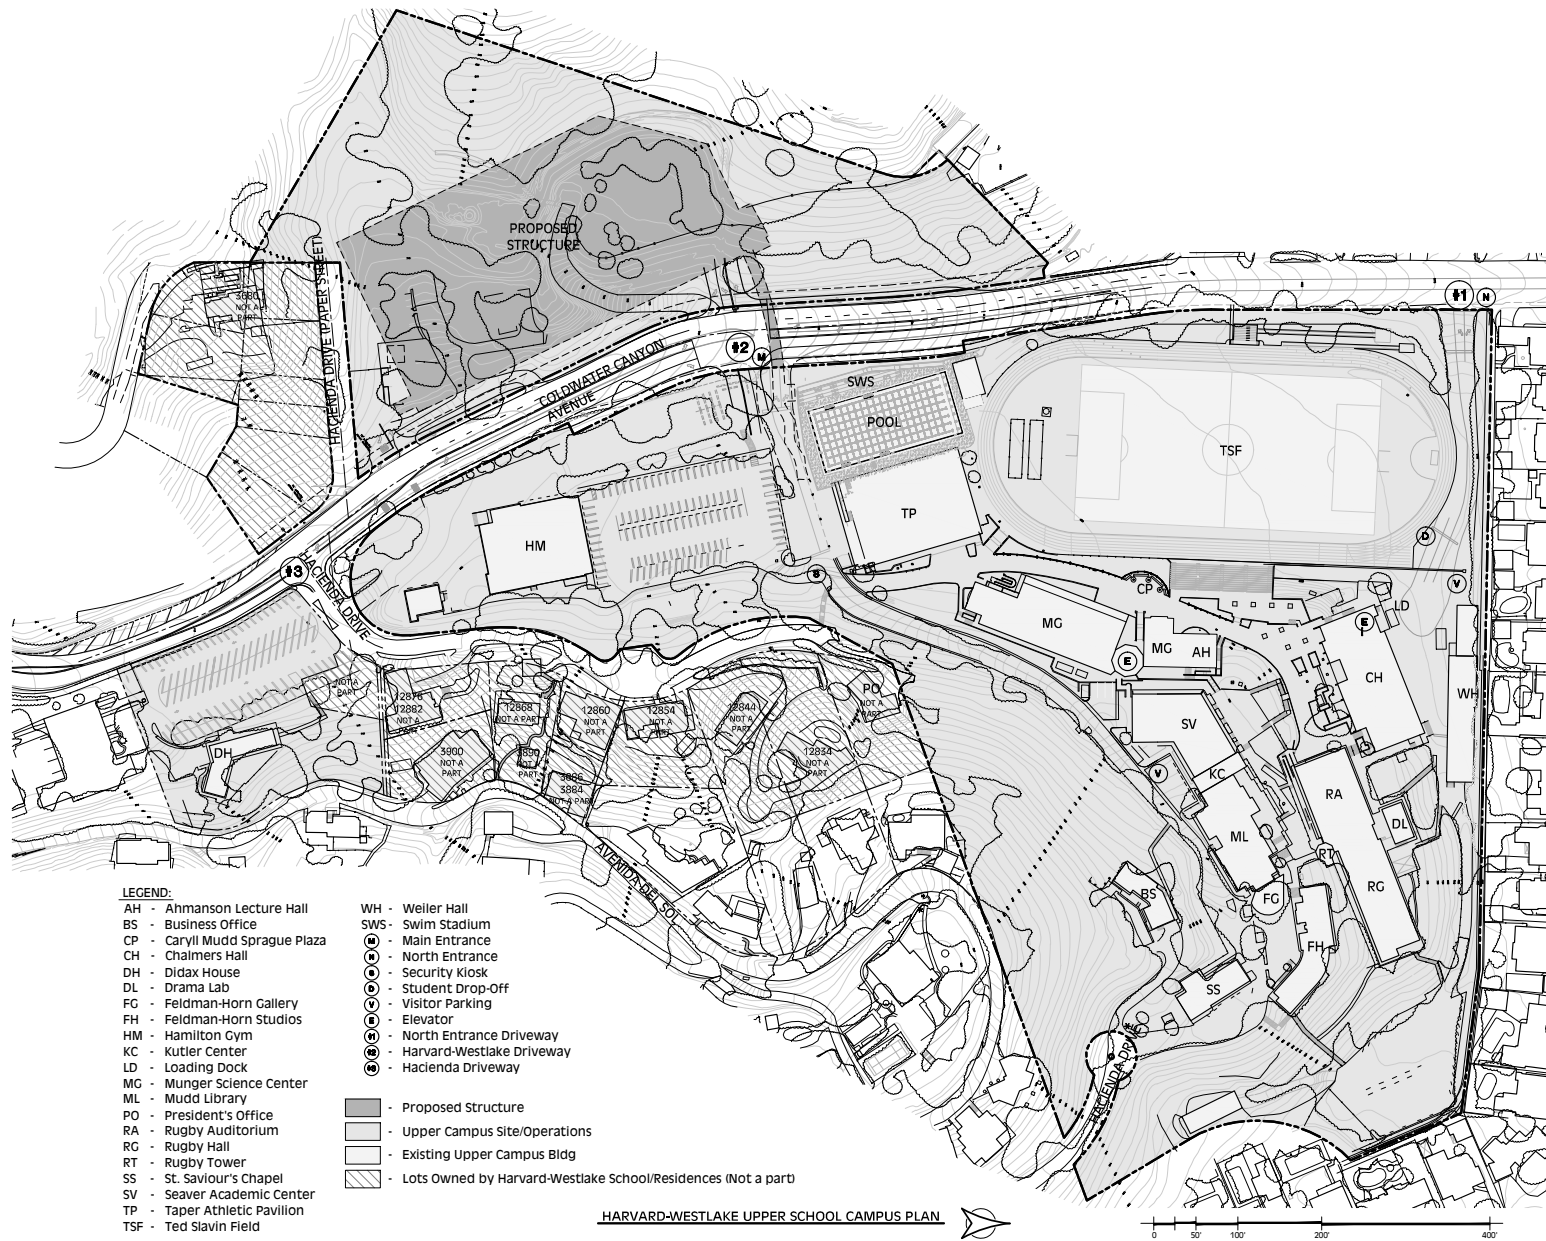 #1
N
PROPOSED
STRUCTURE
HACIENDA DRIVE (PAPER STREET)
3680
NOT A
PART
#2
M
COLDWATER CANYON
AVENUE
SWS
POOL
TSF
TP
HM
D
#3
HACIENDA DRIVE
S
V
CP
LD
E
MG
MG
AH
E
CH
WH
NOT A
PART
12876
12882
NOT A
PART
12868
NOT A PART
12860
NOT A
PART
12854
NOT A
PART
12844
NOT A
PART
PO
NOT A
PART
SV
DH
3900
NOT A
PART
3890
NOT A
PART
12834
NOT A
PART
3886
3884
NOT A PART
V
KC
RA
DL
ML
RT
AVENIDA DEL SOL
BS
FG
RG
FH
SS
HACIENDA DRIVE
LEGEND:
AH - Ahmanson Lecture Hall
BS - Business Office
CP - Caryll Mudd Sprague Plaza
CH - Chalmers Hall
DH - Didax House
DL - Drama Lab
FG - Feldman-Horn Gallery
FH - Feldman-Horn Studios
HM - Hamilton Gym
KC - Kutler Center
LD - Loading Dock
MG - Munger Science Center
ML - Mudd Library
PO - President's Office
RA - Rugby Auditorium
RG - Rugby Hall
RT - Rugby Tower
SS - St. Saviour's Chapel
SV - Seaver Academic Center
TP - Taper Athletic Pavilion
TSF - Ted Slavin Field
WH - Weiler Hall
SWS - Swim Stadium
M - Main Entrance
N - North Entrance
S - Security Kiosk
D - Student Drop-Off
V - Visitor Parking
E - Elevator
#1 - North Entrance Driveway
#2 - Harvard-Westlake Driveway
#3 - Hacienda Driveway
- Proposed Structure
- Upper Campus Site/Operations
- Existing Upper Campus Bldg
- Lots Owned by Harvard-Westlake School/Residences (Not a part)
HARVARD-WESTLAKE UPPER SCHOOL CAMPUS PLAN
0 50' 100' 200' 400'